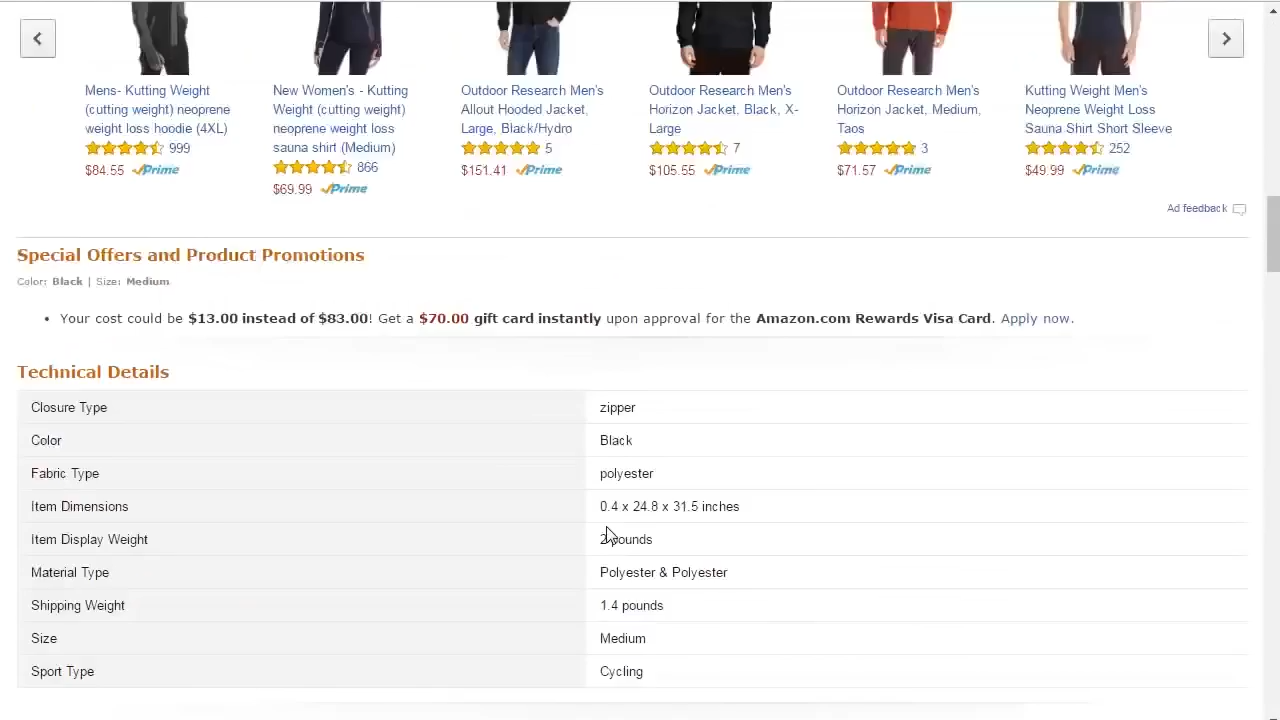 Mens- Kutting Weight
(cutting weight) neoprene
weight loss hoodie (4XL)
999
$84.55 Prime
New Women's - Kutting
Weight (cutting weight)
neoprene weight loss
sauna shirt (Medium)
866
$69.99 Prime
Outdoor Research Men's
Allout Hooded Jacket,
Large, Black/Hydro
5
$151.41 Prime
Outdoor Research Men's
Horizon Jacket, Black, X-
Large
7
$105.55 Prime
Outdoor Research Men's
Horizon Jacket, Medium,
Taos
3
$71.57 Prime
Kutting Weight Men's
Neoprene Weight Loss
Sauna Shirt Short Sleeve
252
$49.99 Prime
Ad feedback
Special Offers and Product Promotions
Color: Black | Size: Medium
• Your cost could be $13.00 instead of $83.00! Get a $70.00 gift card instantly upon approval for the Amazon.com Rewards Visa Card. Apply now.
Technical Details
Closure Type zipper
Color Black
Fabric Type polyester
Item Dimensions 0.4 x 24.8 x 31.5 inches
Item Display Weight 2 pounds
Material Type Polyester & Polyester
Shipping Weight 1.4 pounds
Size Medium
Sport Type Cycling